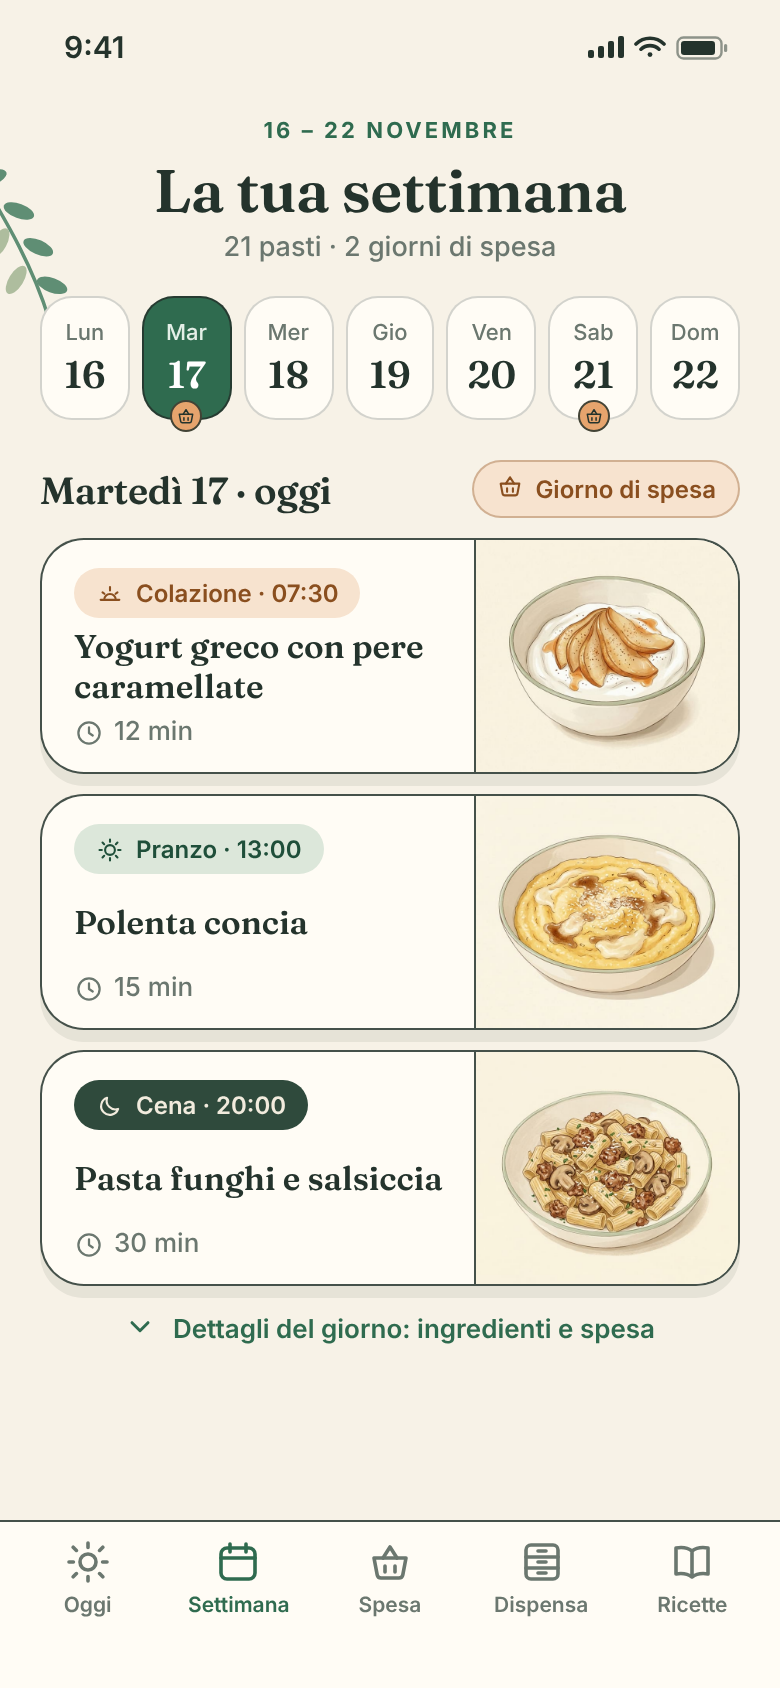 9:41
16 – 22 NOVEMBRE
La tua settimana
21 pasti · 2 giorni di spesa
Lun Mar Mer Gio Ven Sab Dom
16 17 18 19 20 21 22
Martedì 17 · oggi
Giorno di spesa
Colazione · 07:30
Yogurt greco con pere
caramellate
12 min
Pranzo · 13:00
Polenta concia
15 min
Cena · 20:00
Pasta funghi e salsiccia
30 min
Dettagli del giorno: ingredienti e spesa
Oggi Settimana Spesa Dispensa Ricette